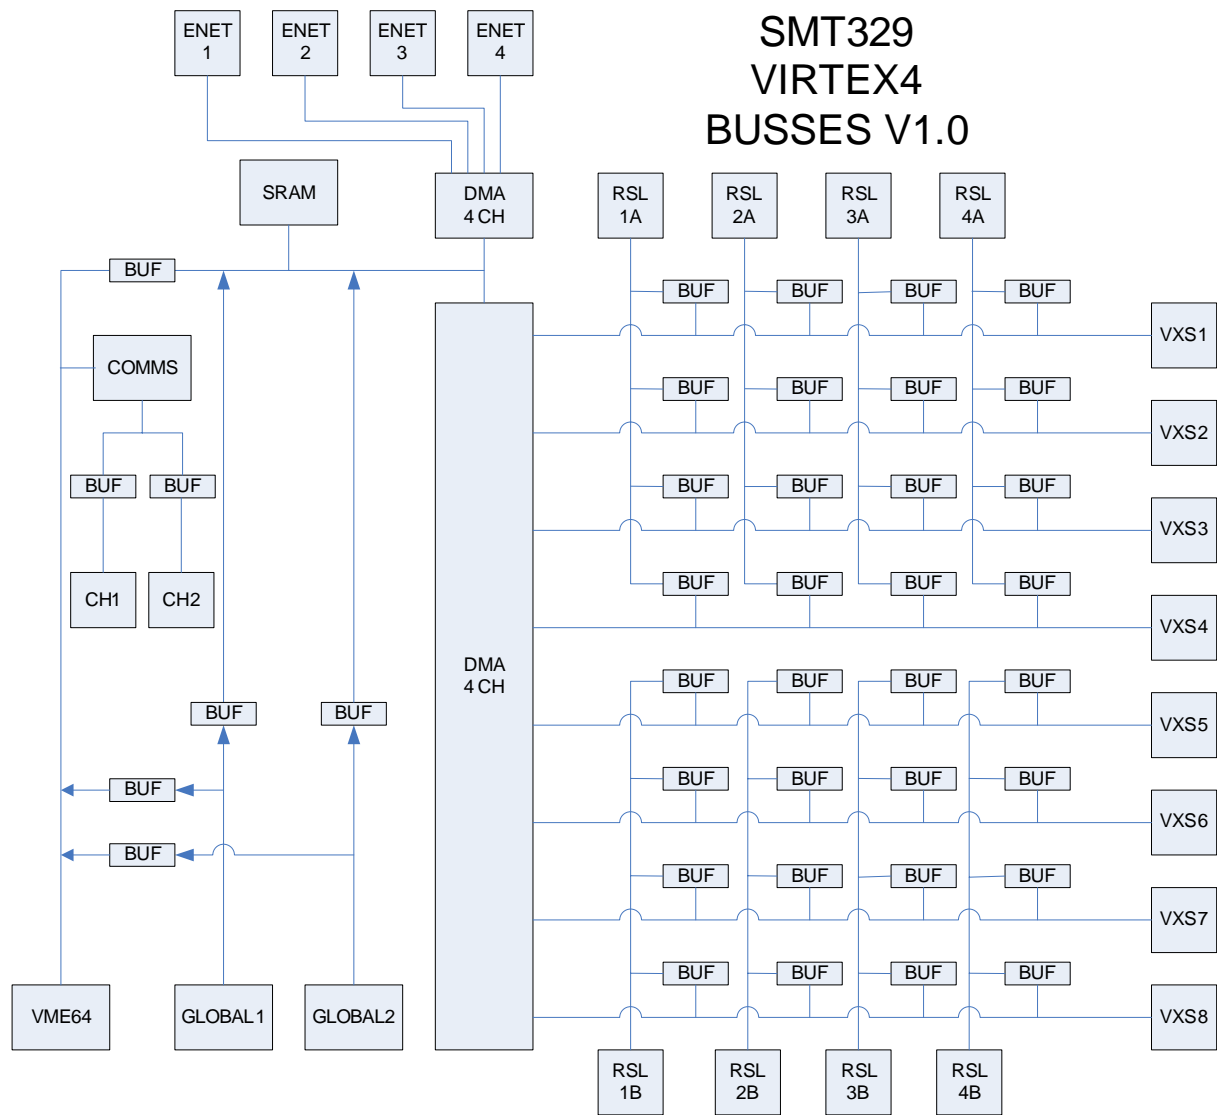 SMT329
VIRTEX4
BUSSES V1.0
ENET
1
ENET
2
ENET
3
ENET
4
SRAM
DMA
4 CH
RSL
1A
RSL
2A
RSL
3A
RSL
4A
BUF
BUF
BUF
BUF
BUF
VXS1
COMMS
BUF
BUF
BUF
BUF
VXS2
BUF
BUF
BUF
BUF
BUF
BUF
VXS3
CH1
CH2
BUF
BUF
BUF
BUF
VXS4
DMA
4 CH
BUF
BUF
BUF
BUF
BUF
BUF
VXS5
BUF
BUF
BUF
BUF
BUF
VXS6
BUF
BUF
BUF
BUF
BUF
VXS7
BUF
BUF
BUF
BUF
VME64
GLOBAL1
GLOBAL2
VXS8
RSL
1B
RSL
2B
RSL
3B
RSL
4B